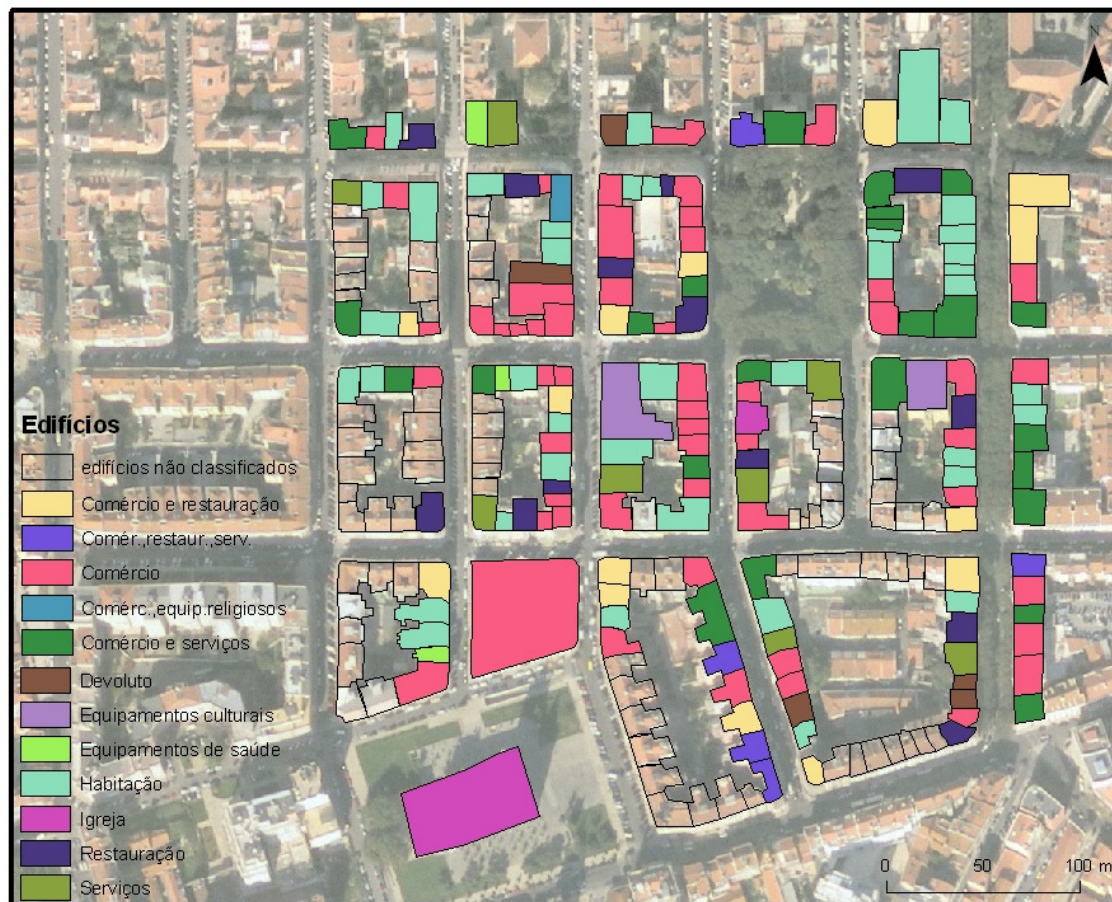 N
Edifícios
edifícios não classificados
Comércio e restauração
Comér.,restaur.,serv.
Comércio
Comérc.,equip.religiosos
Comércio e serviços
Devoluto
Equipamentos culturais
Equipamentos de saúde
Habitação
Igreja
Restauração
Serviços
0 50 100 m